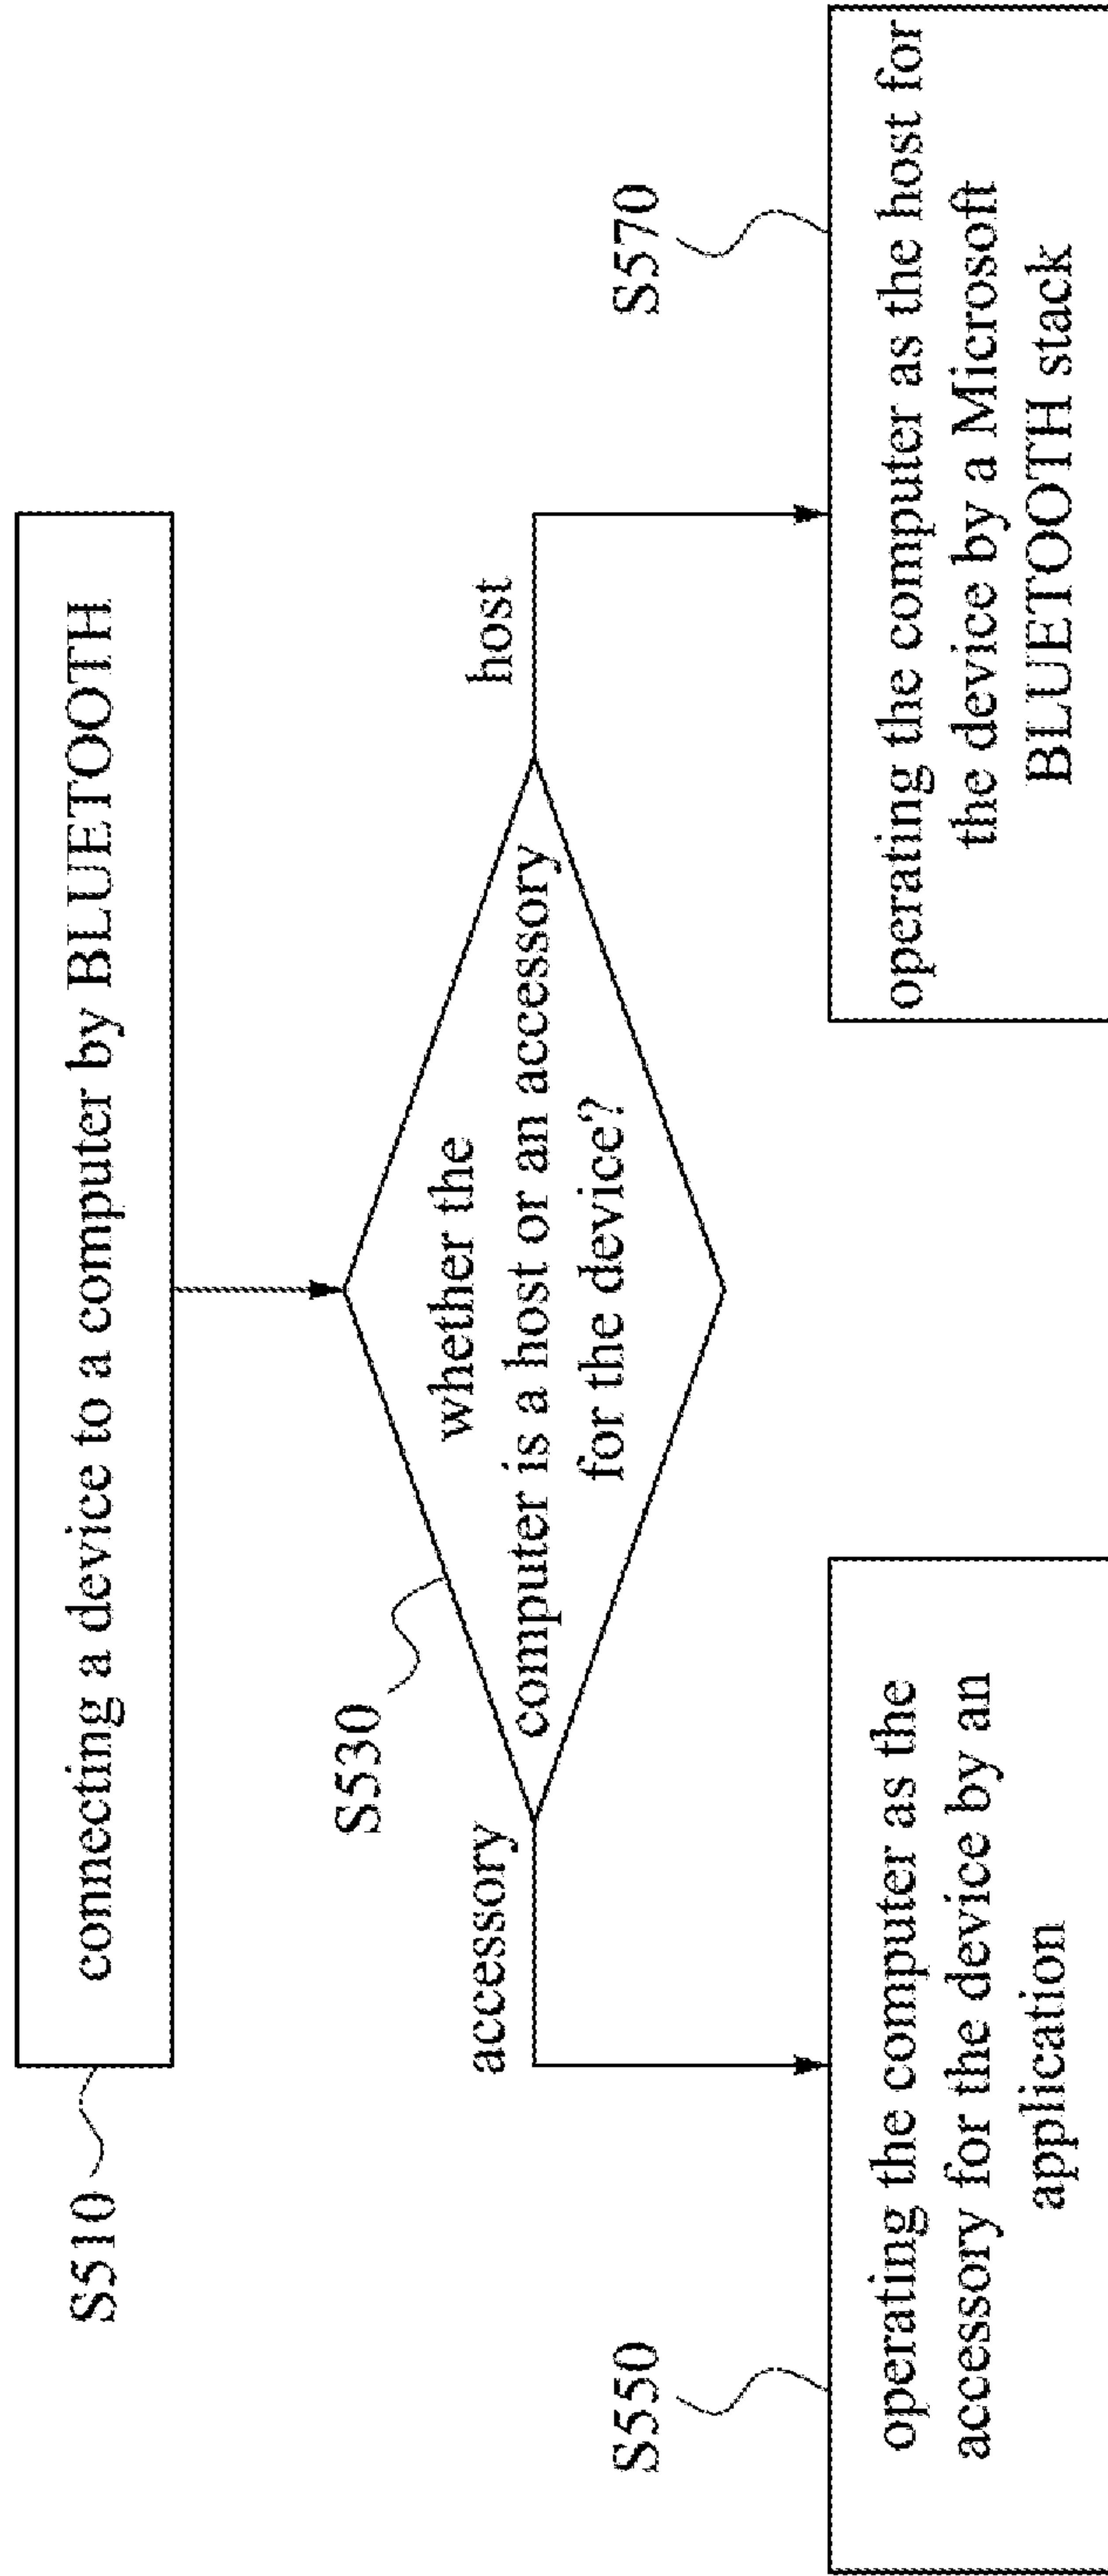 S510
connecting a device to a computer by BLUETOOTH
S530
whether the
computer is a host or an accessory
for the device?
accessory
host
S550
operating the computer as the
accessory for the device by an
application
S570
operating the computer as the host for
the device by a Microsoft
BLUETOOTH stack